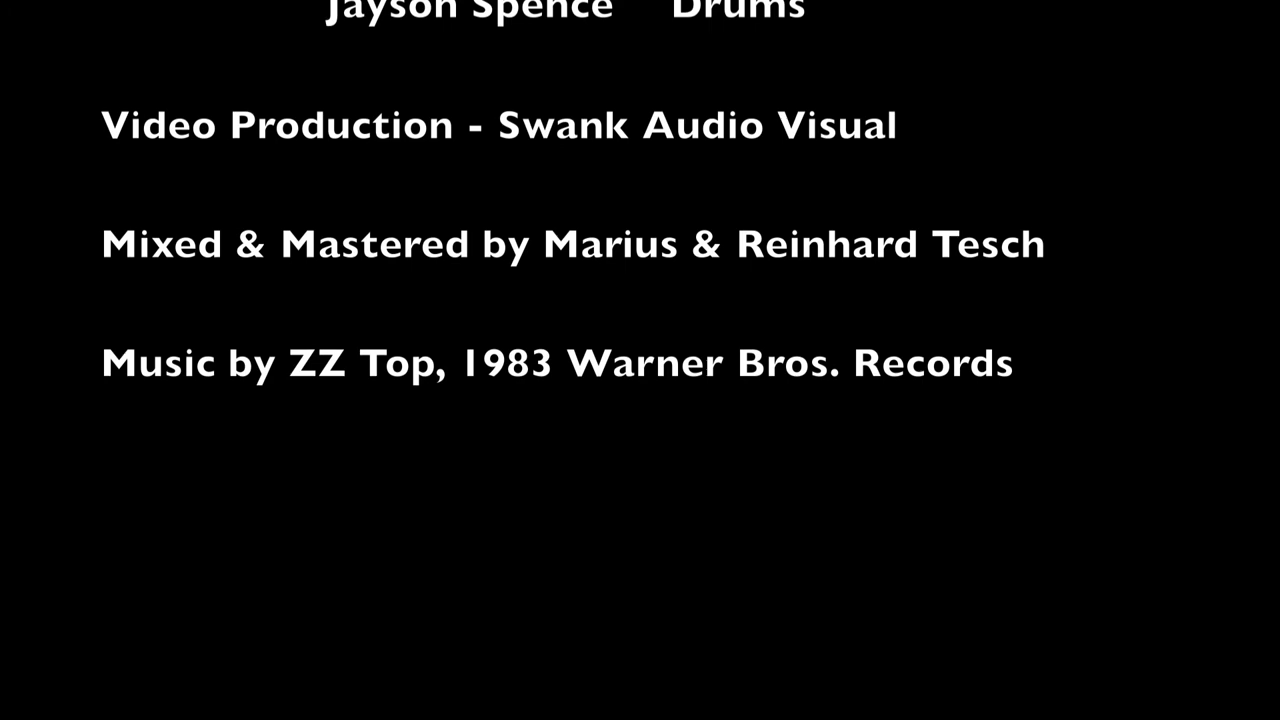 Jayson Spence Drums
Video Production - Swank Audio Visual
Mixed & Mastered by Marius & Reinhard Tesch
Music by ZZ Top, 1983 Warner Bros. Records